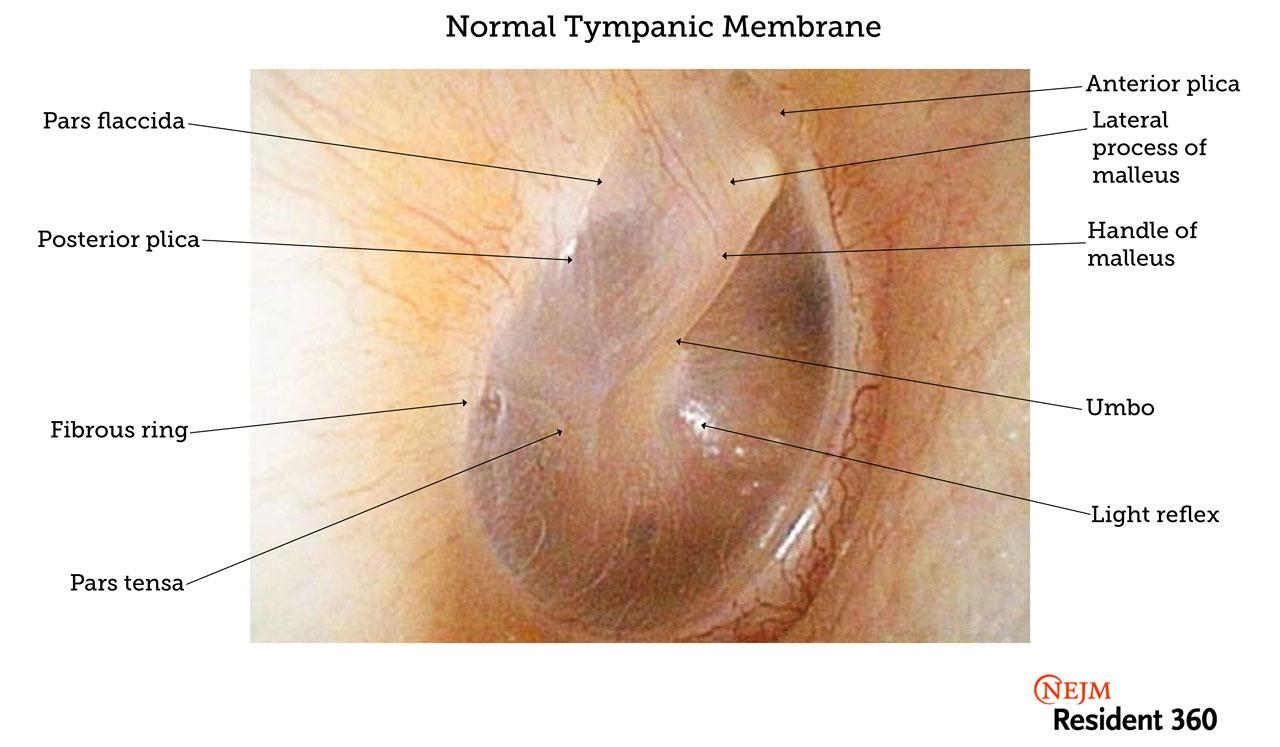 Normal Tympanic Membrane
Pars flaccida
Posterior plica
Fibrous ring
Pars tensa
Anterior plica
Lateral
process of
malleus
Handle of
malleus
Umbo
Light reflex
NEJM
Resident 360